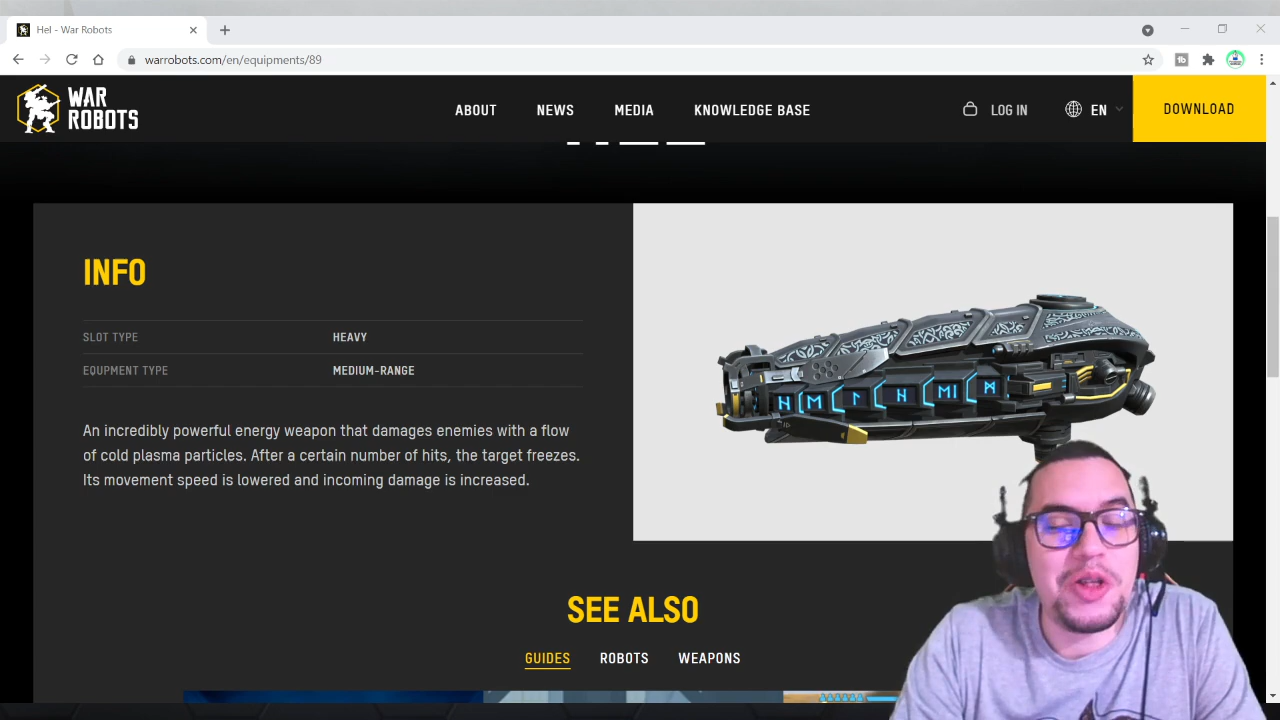 Hel - War Robots
warrobots.com/en/equipments/89
WAR
ROBOTS
ABOUT
NEWS
MEDIA
KNOWLEDGE BASE
LOG IN
EN
DOWNLOAD
INFO
SLOT TYPE
HEAVY
EQUPMENT TYPE
MEDIUM-RANGE
An incredibly powerful energy weapon that damages enemies with a flow
of cold plasma particles. After a certain number of hits, the target freezes.
Its movement speed is lowered and incoming damage is increased.
SEE ALSO
GUIDES
ROBOTS
WEAPONS